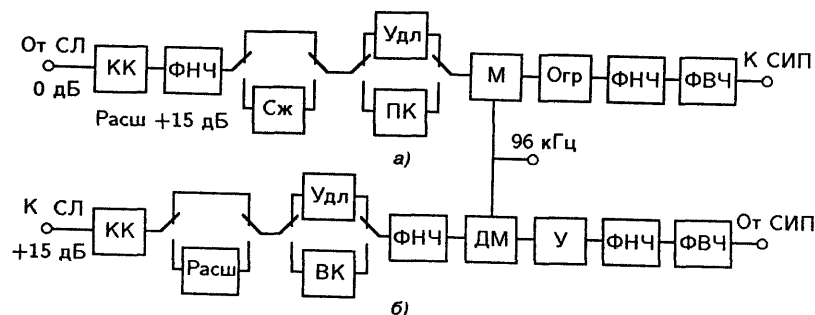 От СЛ
0 дБ
КК
ФНЧ
Расш +15 дБ
Сж
Удл
ПК
М
Огр
ФНЧ
ФВЧ
К СИП
а)
96 кГц
К СЛ
+15 дБ
КК
Расш
Удл
ВК
ФНЧ
ДМ
У
ФНЧ
ФВЧ
От СИП
б)